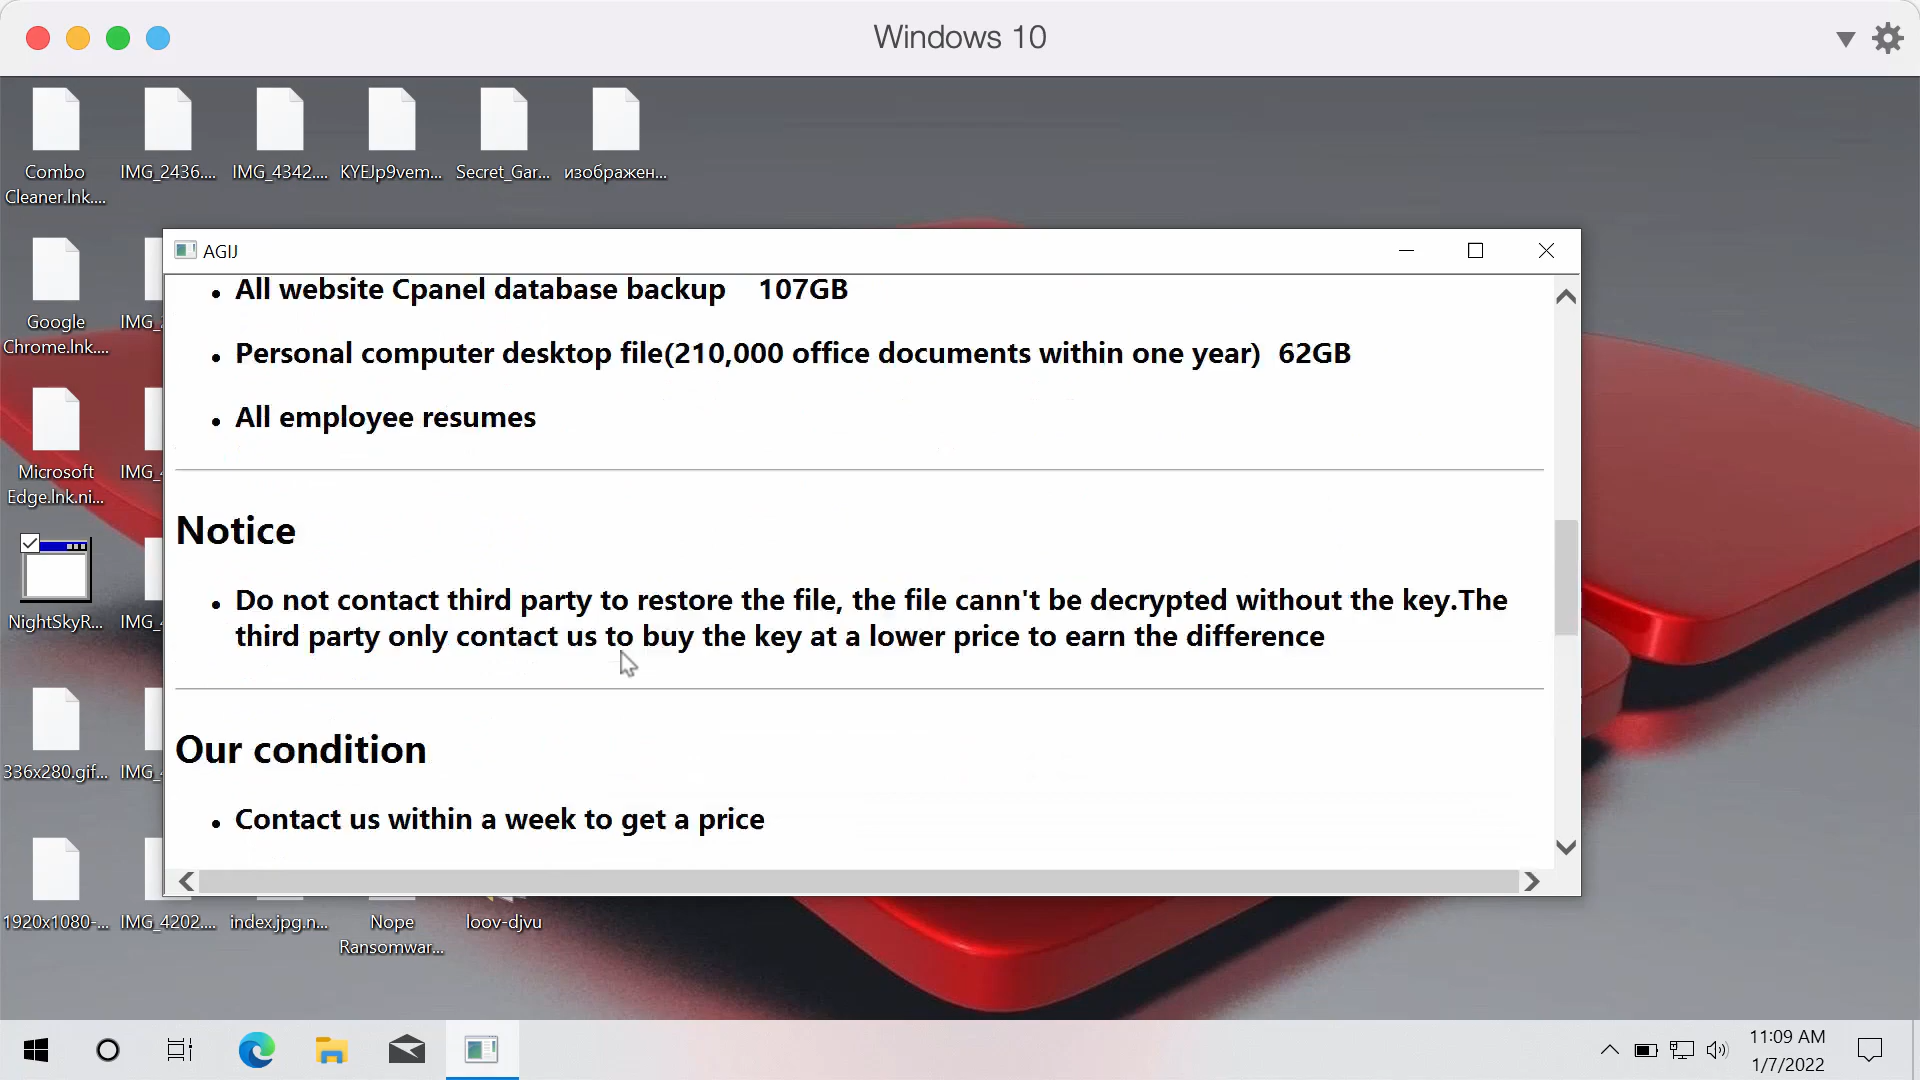 Windows 10
Combo
Cleaner.lnk....
IMG_2436....
IMG_4342....
KYEJp9vem...
Secret_Gar...
изображен...
AGIJ
Google
Chrome.lnk....
All website Cpanel database backup 107GB
Personal computer desktop file(210,000 office documents within one year) 62GB
All employee resumes
Microsoft
Edge.lnk.ni...
Notice
Do not contact third party to restore the file, the file cann't be decrypted without the key.The
third party only contact us to buy the key at a lower price to earn the difference
NightSkyR...
Our condition
Contact us within a week to get a price
336x280.gif...
1920x1080-...
IMG_4202....
index.jpg.n...
Nope
Ransomwar...
loov-djvu
11:09 AM
1/7/2022